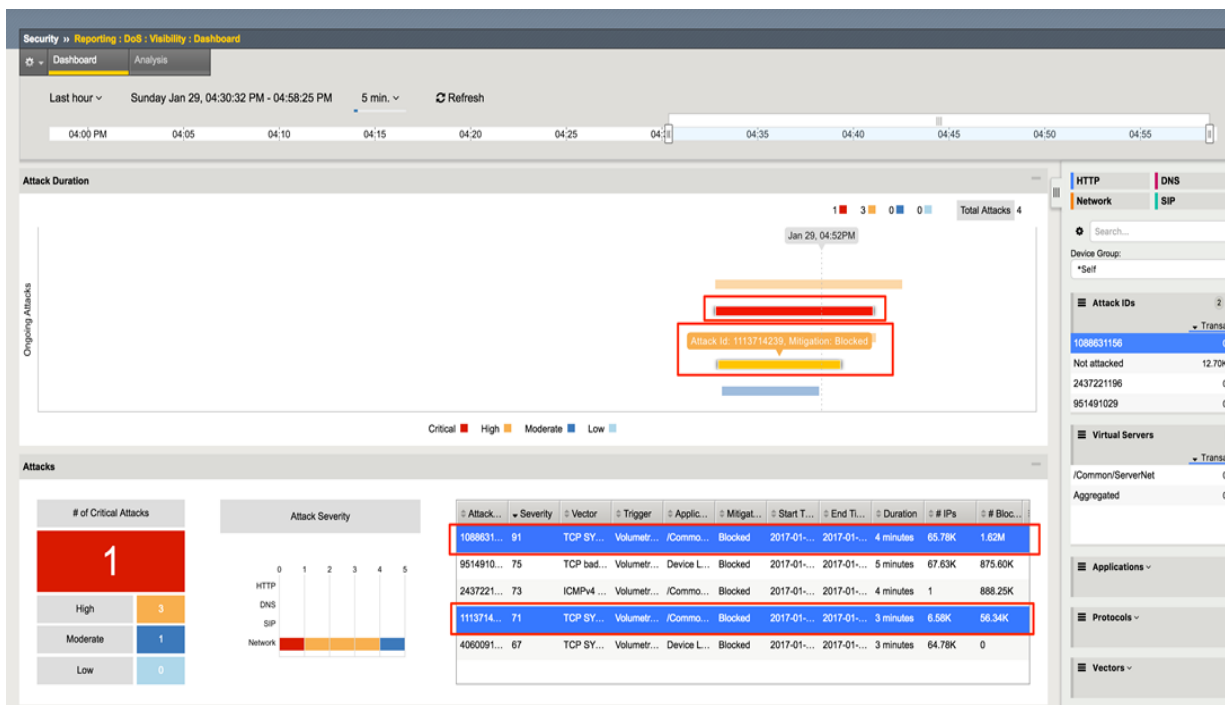 Security » Reporting : DoS : Visibility : Dashboard
Dashboard Analysis
Last hour Sunday Jan 29, 04:30:32 PM - 04:58:25 PM 5 min. Refresh
04:00 PM 04:05 04:10 04:15 04:20 04:25 04:35 04:40 04:45 04:50 04:55
Attack Duration
1 3 0 0 Total Attacks 4
Jan 29, 04:52PM
Ongoing Attacks
Attack Id: 1113714239, Mitigation: Blocked
Critical High Moderate Low
Attacks
# of Critical Attacks
1
High 3
Moderate 1
Low 0
Attack Severity
0 1 2 3 4 5
HTTP
DNS
SIP
Network
Attack... Severity Vector Trigger Applic... Mitigat... Start T... End Ti... Duration # IPs # Bloc...
1088631... 91 TCP SY... Volumetr... /Commo... Blocked 2017-01-... 2017-01-... 4 minutes 65.78K 1.62M
9514910... 75 TCP bad... Volumetr... Device L... Blocked 2017-01-... 2017-01-... 5 minutes 67.63K 875.60K
2437221... 73 ICMPv4 ... Volumetr... /Commo... Blocked 2017-01-... 2017-01-... 4 minutes 1 888.25K
1113714... 71 TCP SY... Volumetr... /Commo... Blocked 2017-01-... 2017-01-... 3 minutes 6.58K 56.34K
4060091... 67 TCP SY... Volumetr... Device L... Blocked 2017-01-... 2017-01-... 3 minutes 64.78K 0
HTTP DNS
Network SIP
Search...
Device Group:
*Self
Attack IDs 2
Transa
1088631156
Not attacked 12.70K
2437221196
951491029
Virtual Servers
Transa
/Common/ServerNet
Aggregated
Applications
Protocols
Vectors